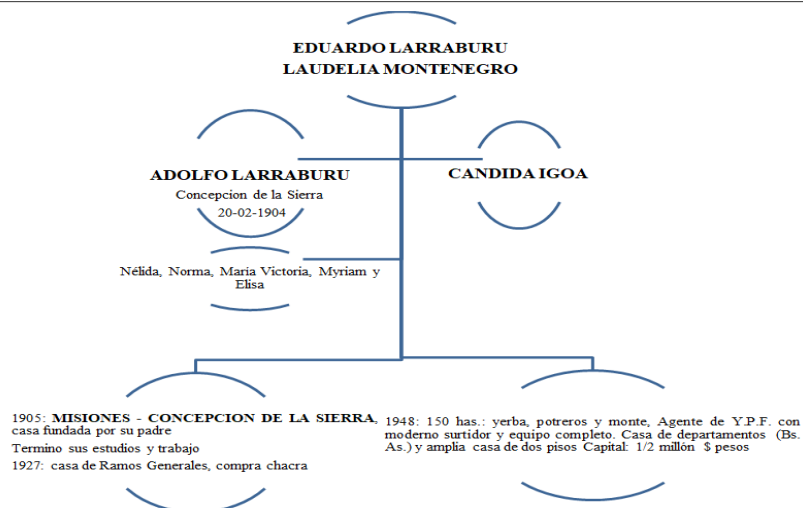 EDUARDO LARRABURU
LAUDELIA MONTENEGRO
ADOLFO LARRABURU
Concepcion de la Sierra
20-02-1904
CANDIDA IGOA
Nélida, Norma, Maria Victoria, Myriam y
Elisa
1905: MISIONES - CONCEPCION DE LA SIERRA,
casa fundada por su padre
Termino sus estudios y trabajo
1927: casa de Ramos Generales, compra chacra
1948: 150 has.: yerba, potreros y monte, Agente de Y.P.F. con
moderno surtidor y equipo completo. Casa de departamentos (Bs.
As.) y amplia casa de dos pisos Capital: 1/2 millón $ pesos